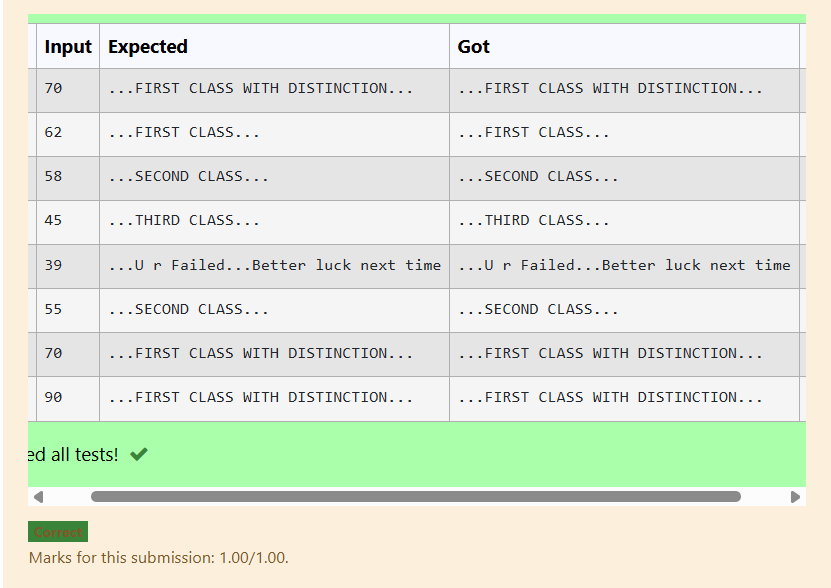 Input Expected Got
70 ...FIRST CLASS WITH DISTINCTION... ...FIRST CLASS WITH DISTINCTION...
62 ...FIRST CLASS... ...FIRST CLASS...
58 ...SECOND CLASS... ...SECOND CLASS...
45 ...THIRD CLASS... ...THIRD CLASS...
39 ...U r Failed...Better luck next time ...U r Failed...Better luck next time
55 ...SECOND CLASS... ...SECOND CLASS...
70 ...FIRST CLASS WITH DISTINCTION... ...FIRST CLASS WITH DISTINCTION...
90 ...FIRST CLASS WITH DISTINCTION... ...FIRST CLASS WITH DISTINCTION...
ed all tests! ✔
Correct
Marks for this submission: 1.00/1.00.